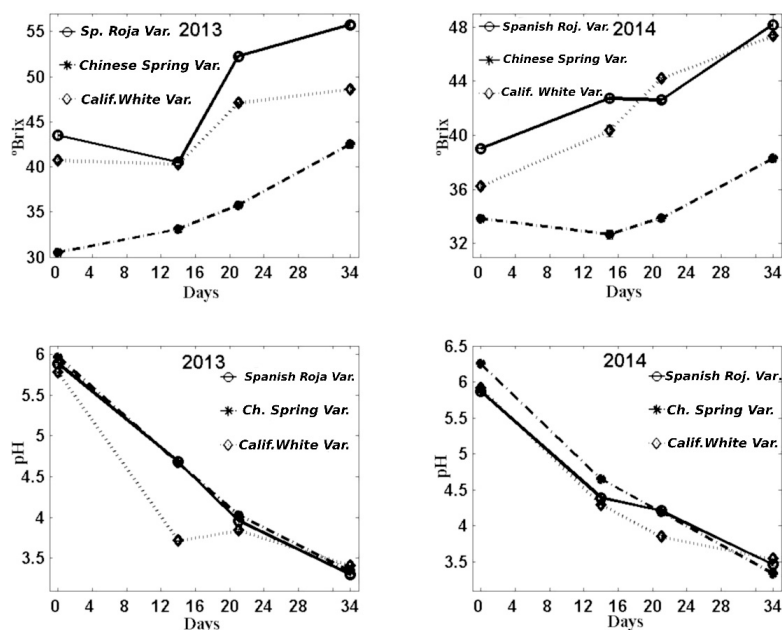 2013
Sp. Roja Var.
Chinese Spring Var.
Calif.White Var.
55
50
45
40
35
30
ºBrix
0 4 8 12 16 20 24 28 34
Days
2014
Spanish Roj. Var.
Chinese Spring Var.
Calif.White Var.
48
44
40
36
32
ºBrix
0 4 8 12 16 20 24 28 34
Days
2013
Spanish Roja Var.
Ch. Spring Var.
Calif.White Var.
6
5.5
5
4.5
4
3.5
pH
0 4 8 12 16 20 24 28 34
Days
2014
Spanish Roj. Var.
Ch. Spring Var.
Calif.White Var.
6.5
6
5.5
5
4.5
4
3.5
pH
0 4 8 12 16 20 24 28 34
Days